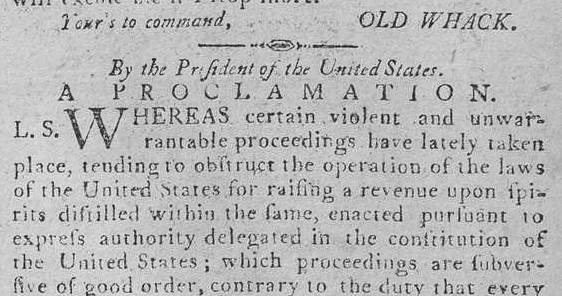 Your's to command, OLD WHACK.
By the Preſident of the United States.
A PROCLAMATION.
L. S. WHEREAS certain violent and unwar-
rantable proceedings have lately taken
place, tending to obſtruct the operation of the laws
of the United States for raiſing a revenue upon ſpi-
rits diſtilled within the ſame, enacted purſuant to
expreſs authority delegated in the conſtitution of
the United States; which proceedings are ſubver-
ſive of good order, contrary to the duty that every